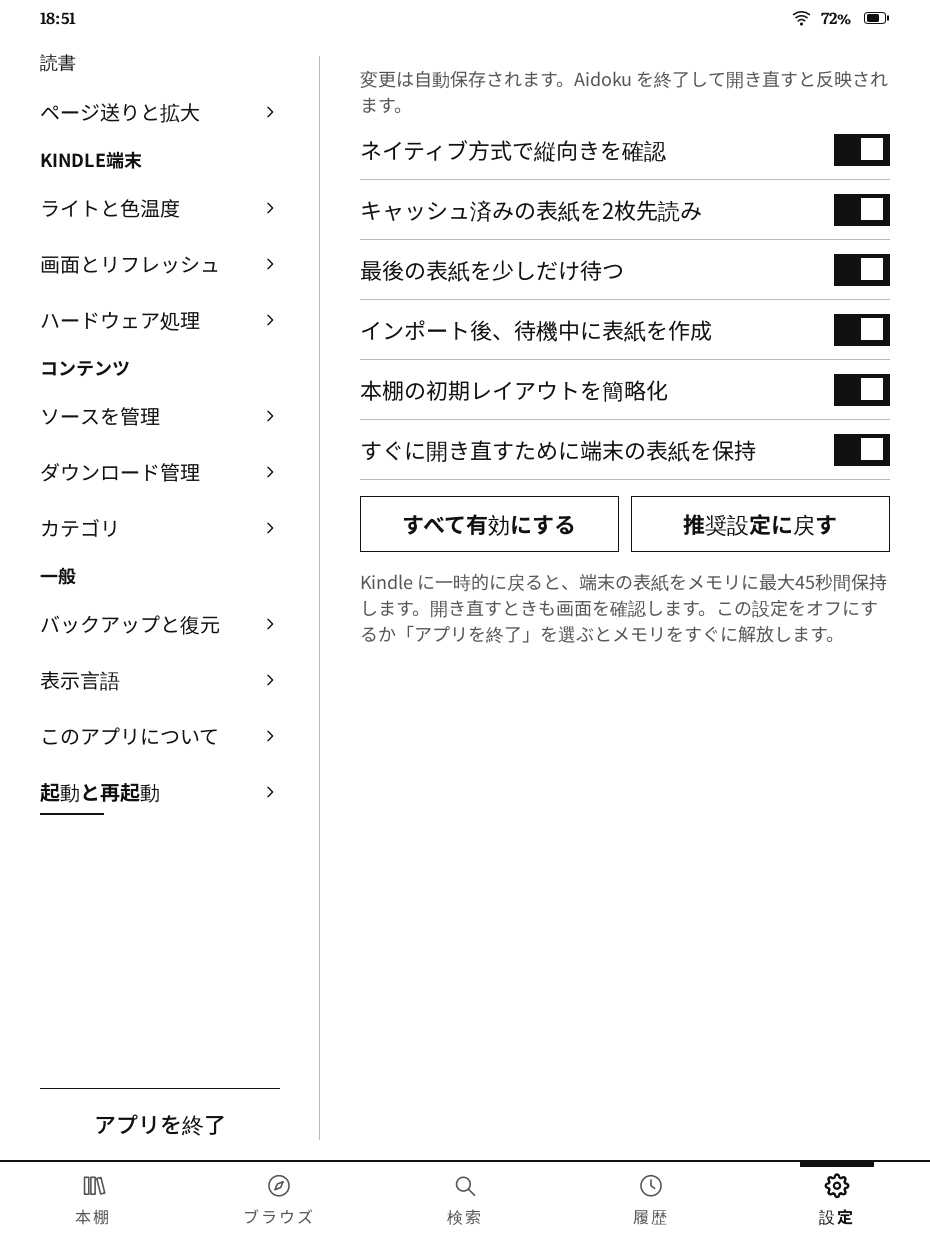 18:51
72%
読書
ページ送りと拡大
KINDLE端末
ライトと色温度
画面とリフレッシュ
ハードウェア処理
コンテンツ
ソースを管理
ダウンロード管理
カテゴリ
一般
バックアップと復元
表示言語
このアプリについて
起動と再起動
アプリを終了
変更は自動保存されます。Aidoku を終了して開き直すと反映され
ます。
ネイティブ方式で縦向きを確認
キャッシュ済みの表紙を2枚先読み
最後の表紙を少しだけ待つ
インポート後、待機中に表紙を作成
本棚の初期レイアウトを簡略化
すぐに開き直すために端末の表紙を保持
すべて有効にする
推奨設定に戻す
Kindle に一時的に戻ると、端末の表紙をメモリに最大45秒間保持
します。開き直すときも画面を確認します。この設定をオフにす
るか「アプリを終了」を選ぶとメモリをすぐに解放します。
本棚
ブラウズ
検索
履歴
設定